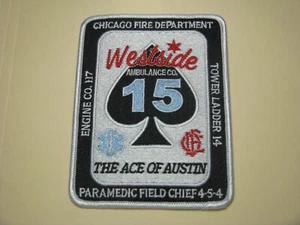 CHICAGO FIRE DEPARTMENT
Westside
AMBULANCE CO.
15
ENGINE CO. 117
TOWER LADDER 14
THE ACE OF AUSTIN
PARAMEDIC FIELD CHIEF 4-5-4